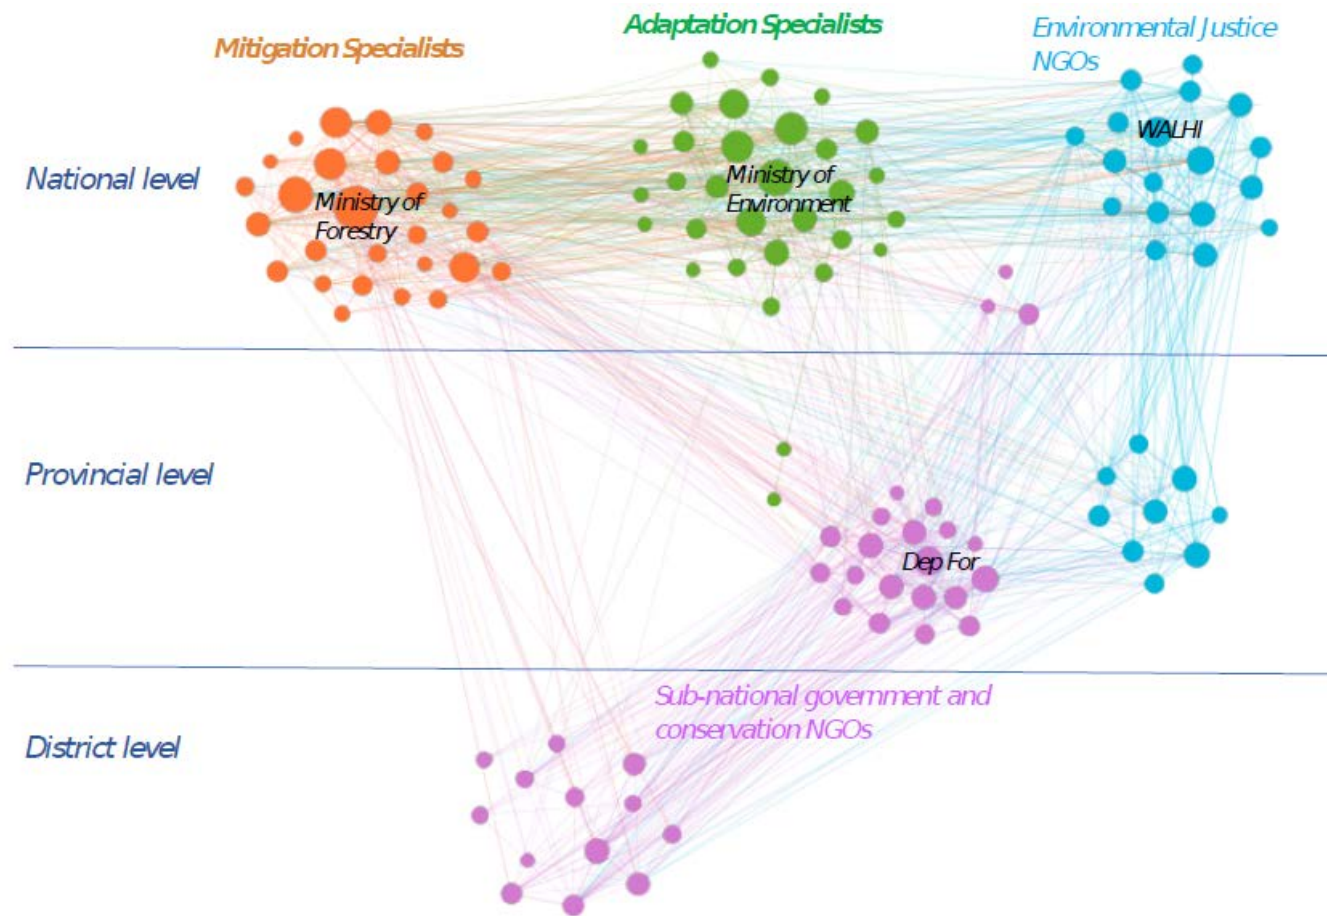 Mitigation Specialists
Adaptation Specialists
Environmental Justice
NGOs
WALHI
National level
Ministry of
Forestry
Ministry of
Environment
Provincial level
Dep For
Sub-national government and
conservation NGOs
District level